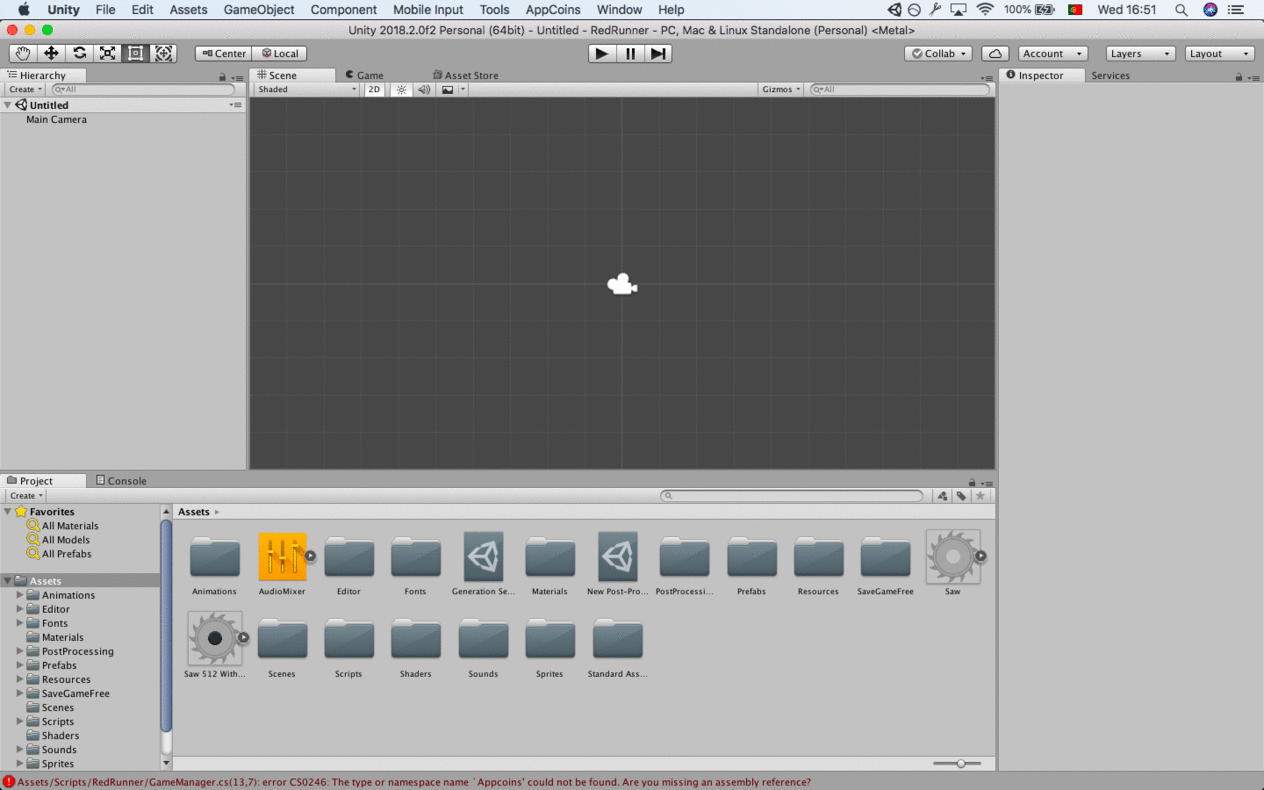 Unity File Edit Assets GameObject Component Mobile Input Tools AppCoins Window Help 100% Wed 16:51
Unity 2018.2.0f2 Personal (64bit) - Untitled - RedRunner - PC, Mac & Linux Standalone (Personal) <Metal>
Center Local Collab Account Layers Layout
Hierarchy Scene Game Asset Store Inspector Services
Create All Shaded 2D Gizmos All
Untitled
Main Camera
Project Console
Create
Favorites Assets
All Materials
All Models
All Prefabs
Assets
Animations
Editor
Fonts
Materials
PostProcessing
Prefabs
Resources
SaveGameFree
Scenes
Scripts
Shaders
Sounds
Sprites
Animations AudioMixer Editor Fonts Generation Se... Materials New Post-Pro... PostProcessi... Prefabs Resources SaveGameFree Saw
Saw 512 With... Scenes Scripts Shaders Sounds Sprites Standard Ass...
Assets/Scripts/RedRunner/GameManager.cs(13,7): error CS0246: The type or namespace name `Appcoins' could not be found. Are you missing an assembly reference?